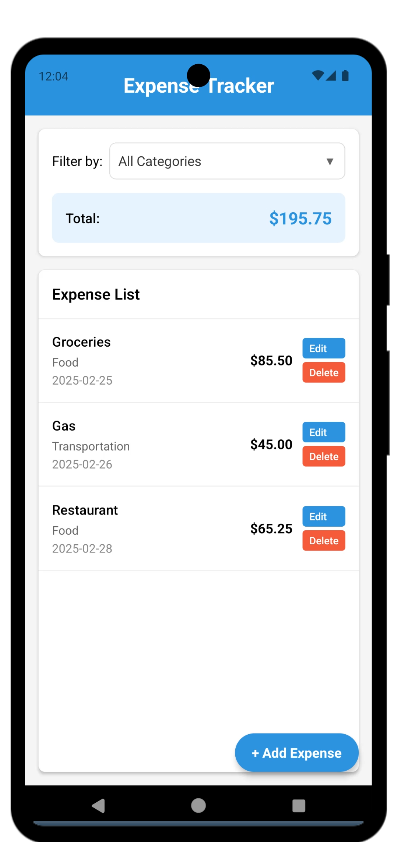 12:04
Expense Tracker
Filter by: All Categories
Total: $195.75
Expense List
Groceries
Food
2025-02-25
$85.50
Edit
Delete
Gas
Transportation
2025-02-26
$45.00
Edit
Delete
Restaurant
Food
2025-02-28
$65.25
Edit
Delete
+ Add Expense